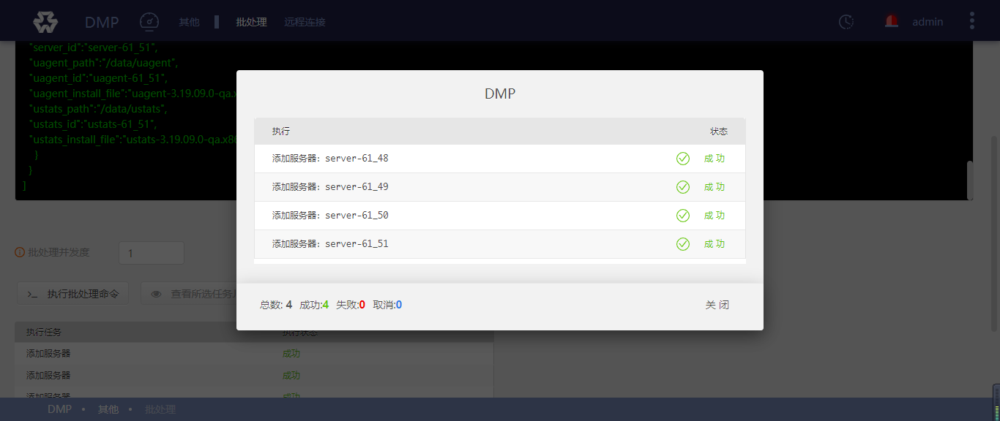 DMP 其他 批处理 远程连接 admin
"server_id":"server-61_51",
"uagent_path":"/data/uagent",
"uagent_id":"uagent-61_51",
"uagent_install_file":"uagent-3.19.09.0-qa.x
"ustats_path":"/data/ustats",
"ustats_id":"ustats-61_51",
"ustats_install_file":"ustats-3.19.09.0-qa.x86
}
}
]
DMP
执行 状态
添加服务器: server-61_48 成 功
添加服务器: server-61_49 成 功
添加服务器: server-61_50 成 功
添加服务器: server-61_51 成 功
总数: 4 成功:4 失败:0 取消:0 关 闭
批处理并发度 1
>_ 执行批处理命令 查看所选任务
执行任务 执行状态
添加服务器 成功
添加服务器 成功
添加服务器 成功
DMP • 其他 • 批处理